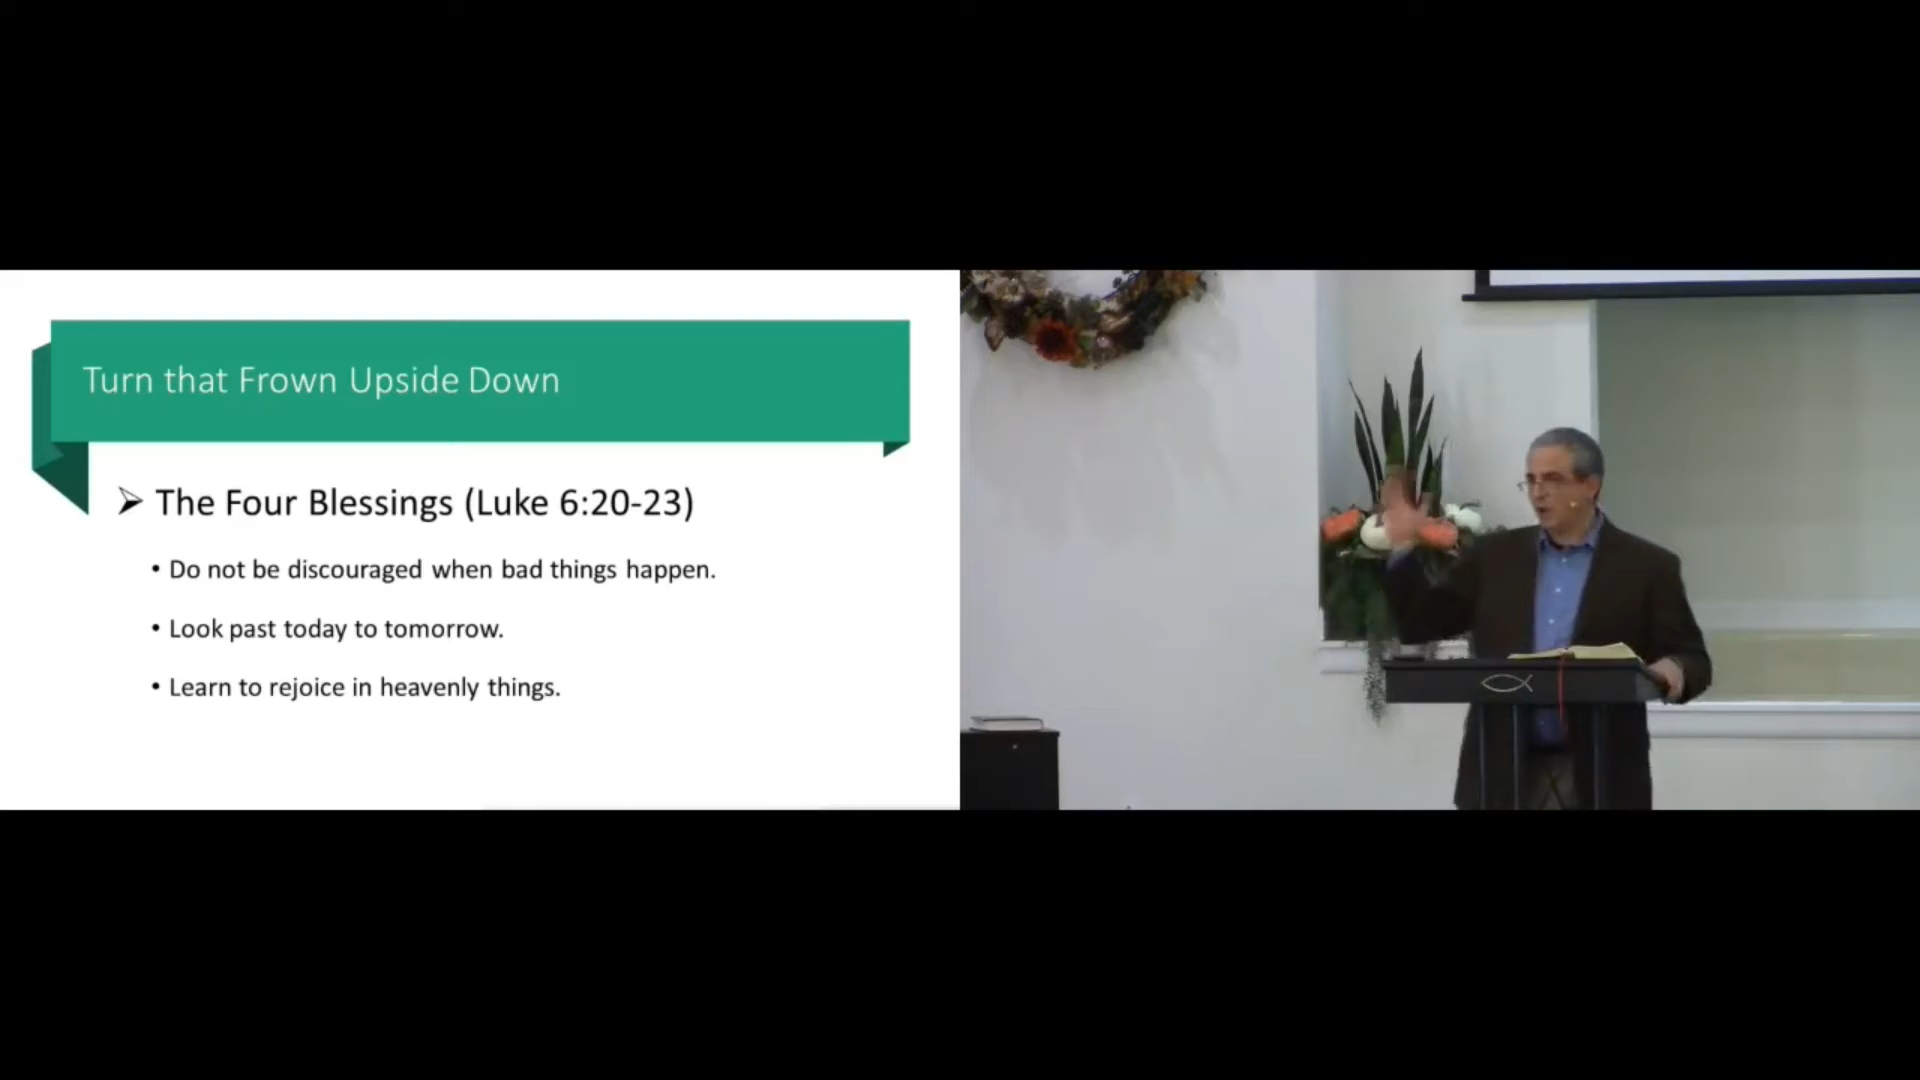 Turn that Frown Upside Down
The Four Blessings (Luke 6:20-23)
• Do not be discouraged when bad things happen.
• Look past today to tomorrow.
• Learn to rejoice in heavenly things.